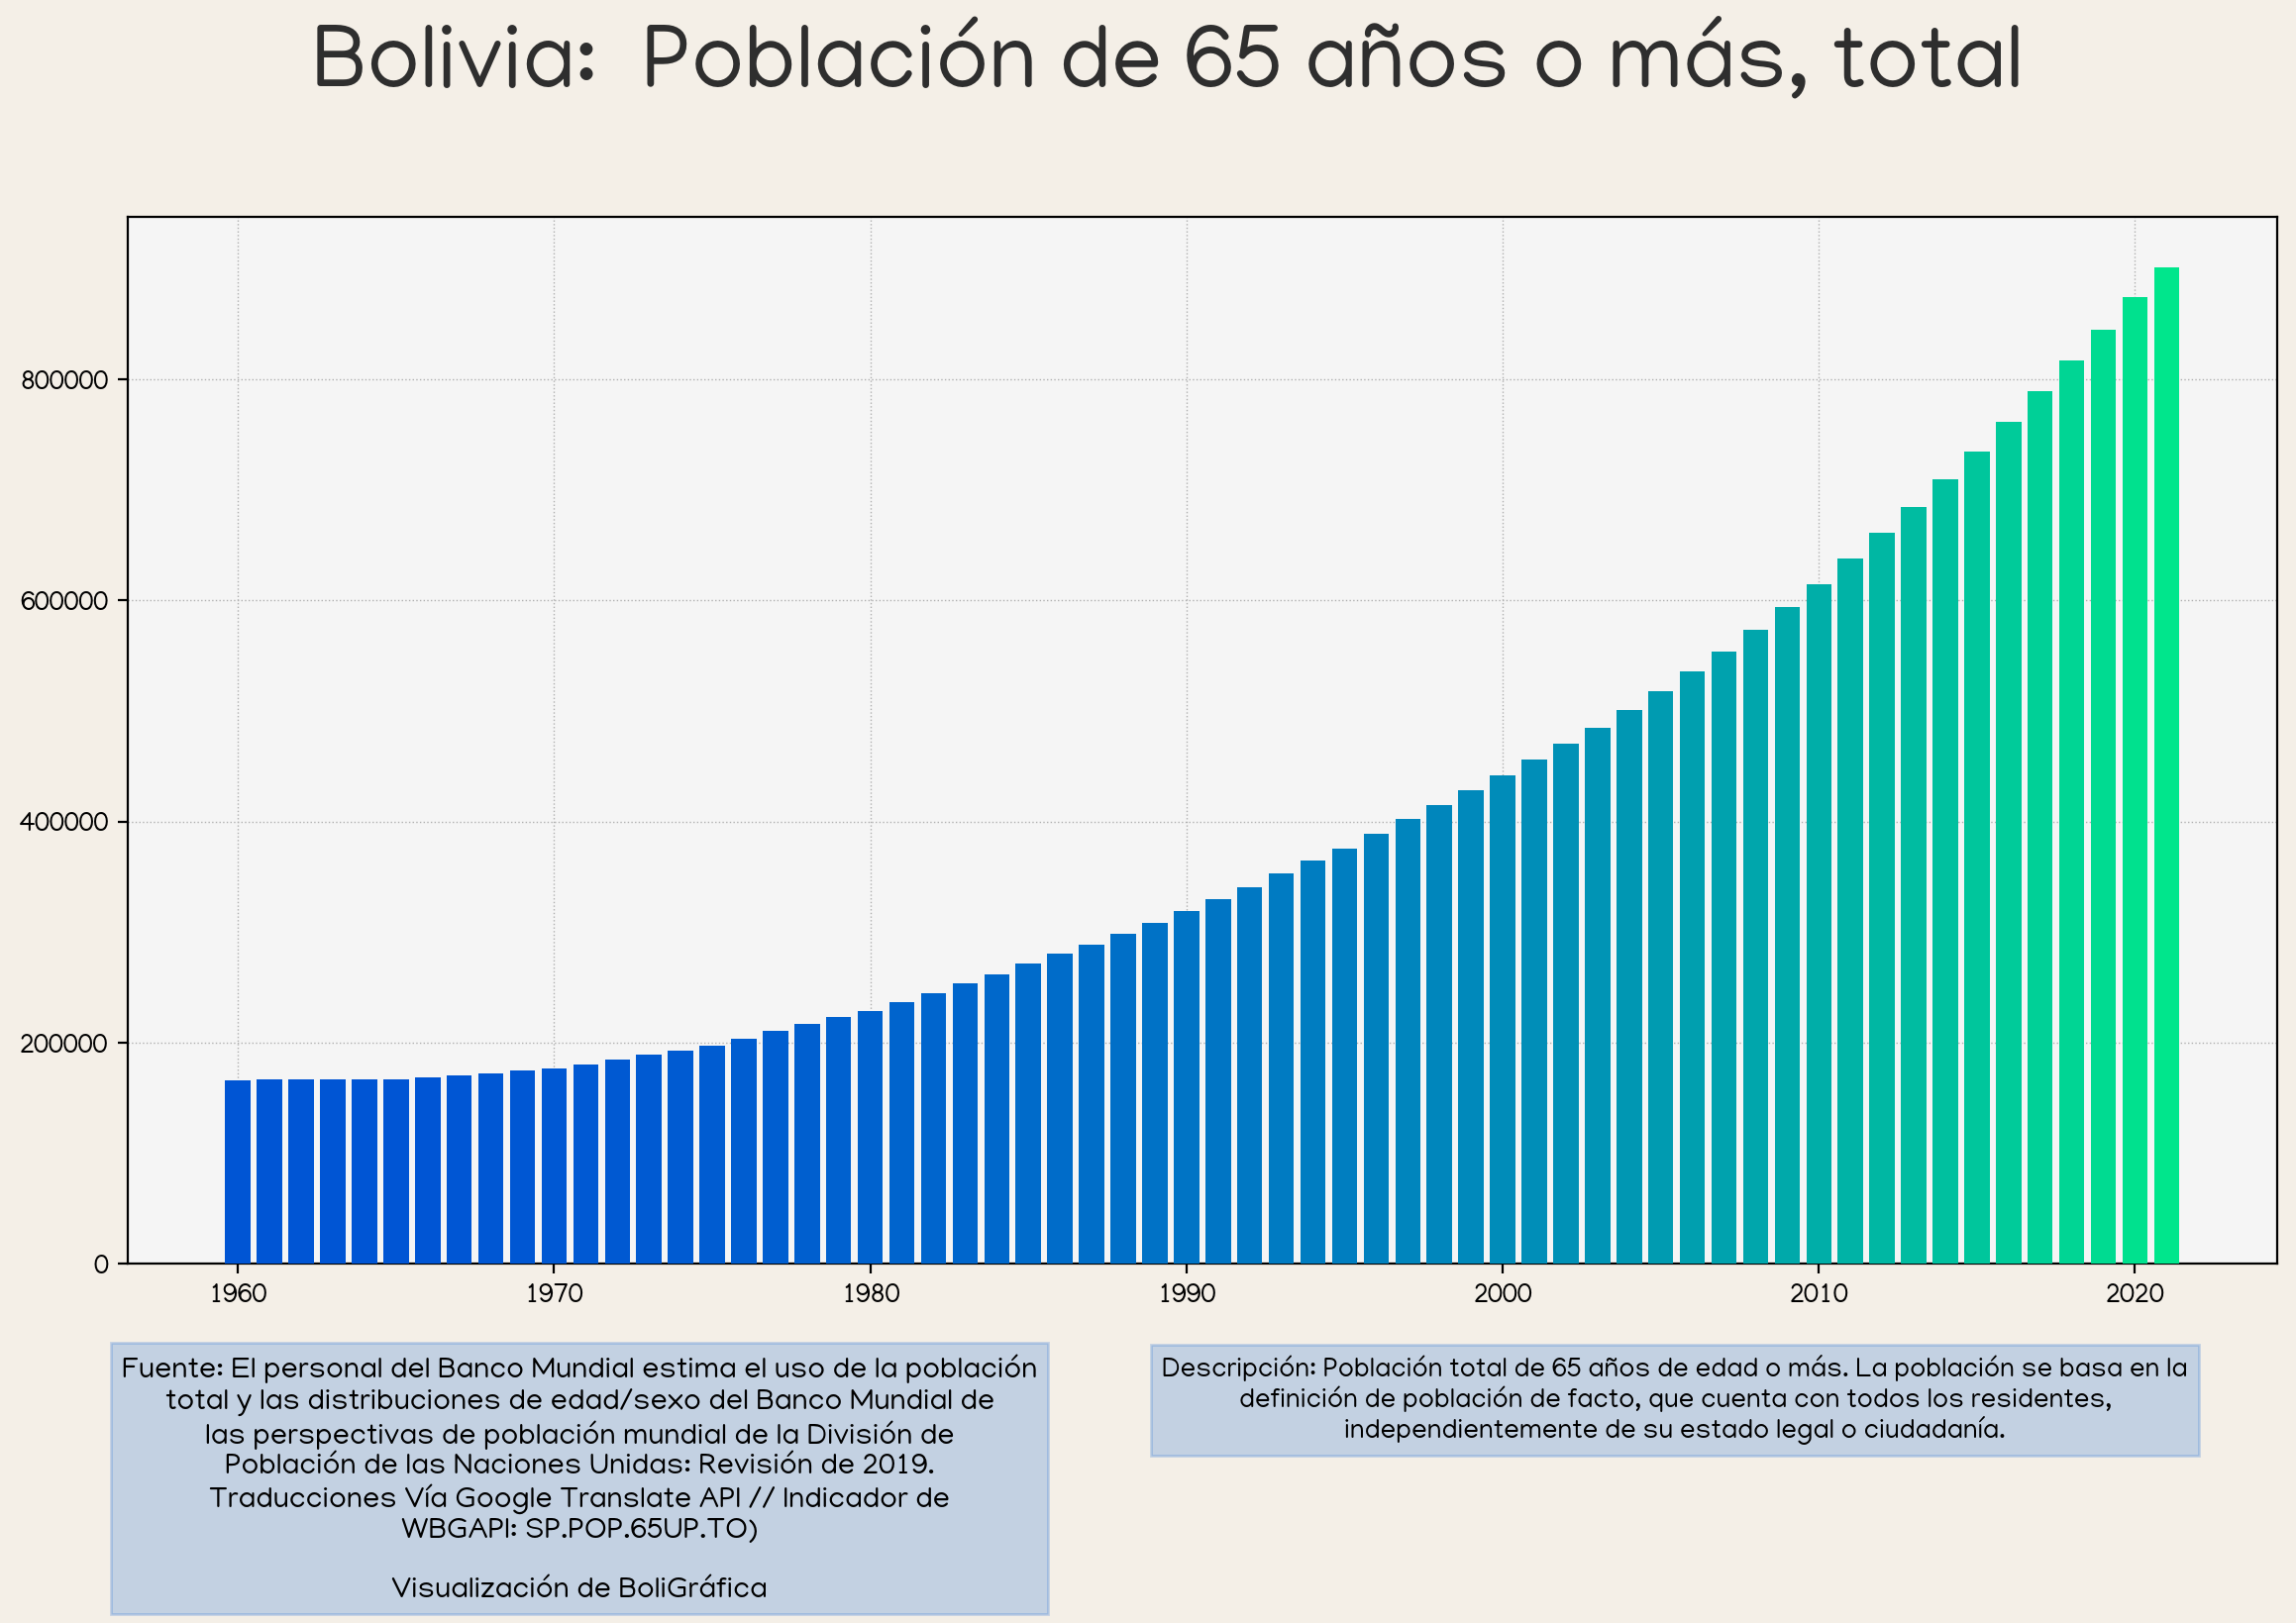 Bolivia: Población de 65 años o más, total
800000
600000
400000
200000
0
1960 1970 1980 1990 2000 2010 2020
Fuente: El personal del Banco Mundial estima el uso de la población
total y las distribuciones de edad/sexo del Banco Mundial de
las perspectivas de población mundial de la División de
Población de las Naciones Unidas: Revisión de 2019.
Traducciones Vía Google Translate API // Indicador de
WBGAPI: SP.POP.65UP.TO)
Visualización de BoliGráfica
Descripción: Población total de 65 años de edad o más. La población se basa en la
definición de población de facto, que cuenta con todos los residentes,
independientemente de su estado legal o ciudadanía.